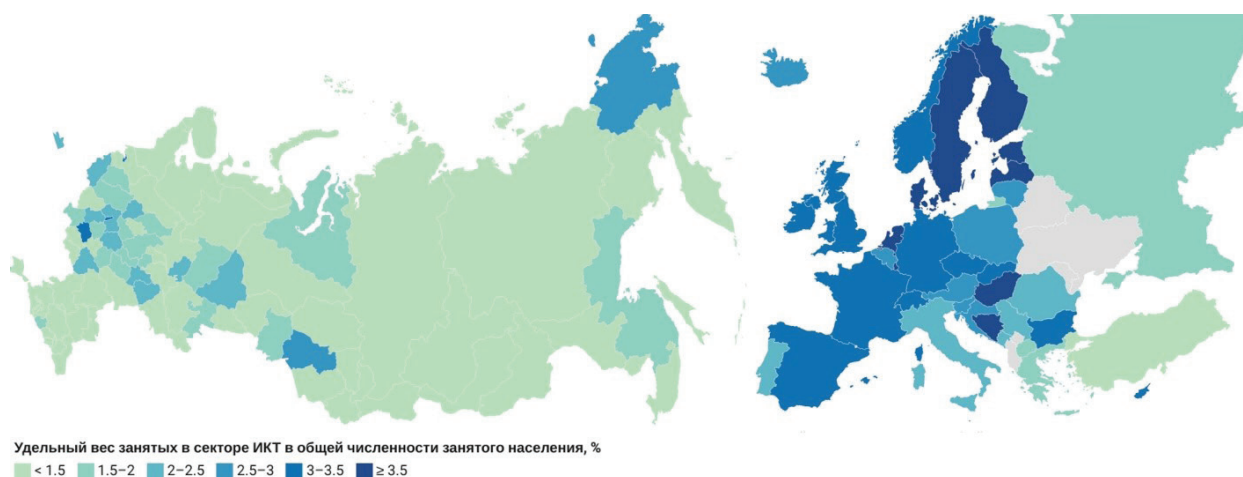 Удельный вес занятых в секторе ИКТ в общей численности занятого населения, %
< 1.5 1.5–2 2–2.5 2.5–3 3–3.5 ≥ 3.5